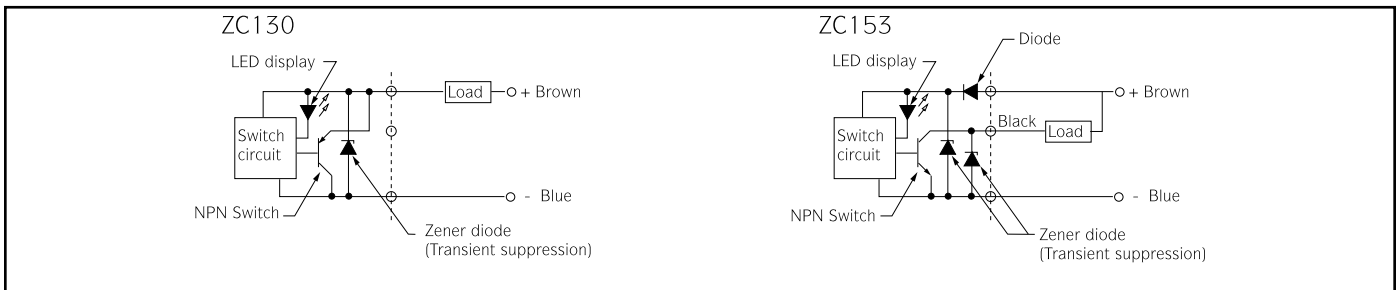 ZC130
LED display
Load
+ Brown
Switch
circuit
NPN Switch
- Blue
Zener diode
(Transient suppression)
ZC153
Diode
LED display
+ Brown
Black
Load
Switch
circuit
NPN Switch
- Blue
Zener diode
(Transient suppression)